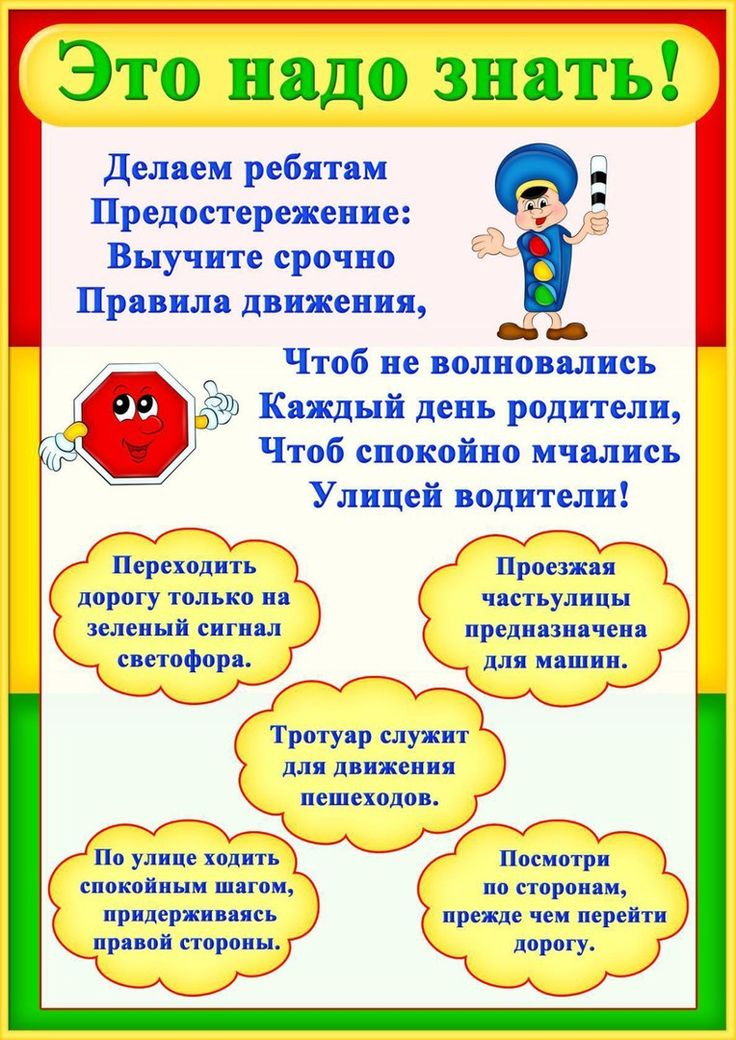 Это надо знать!
Делаем ребятам
Предостережение:
Выучите срочно
Правила движения,
Чтоб не волновались
Каждый день родители,
Чтоб спокойно мчались
Улицей водители!
Переходить
дорогу только на
зеленый сигнал
светофора.
Проезжая
частьулицы
предназначена
для машин.
Тротуар служит
для движения
пешеходов.
По улице ходить
спокойным шагом,
придерживаясь
правой стороны.
Посмотри
по сторонам,
прежде чем перейти
дорогу.